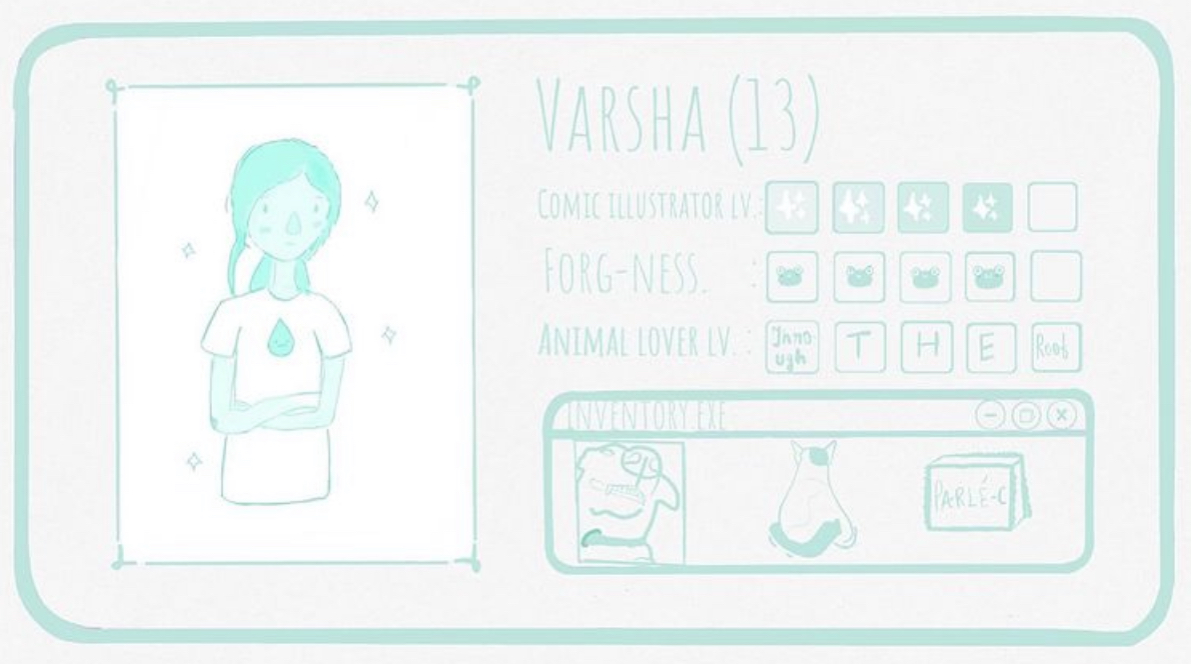 VARSHA (13)
COMIC ILLUSTRATOR LV.:
FORG-NESS. :
ANIMAL LOVER LV. :
T H E
Roof
INVENTORY.EXE
PARLÉ-C